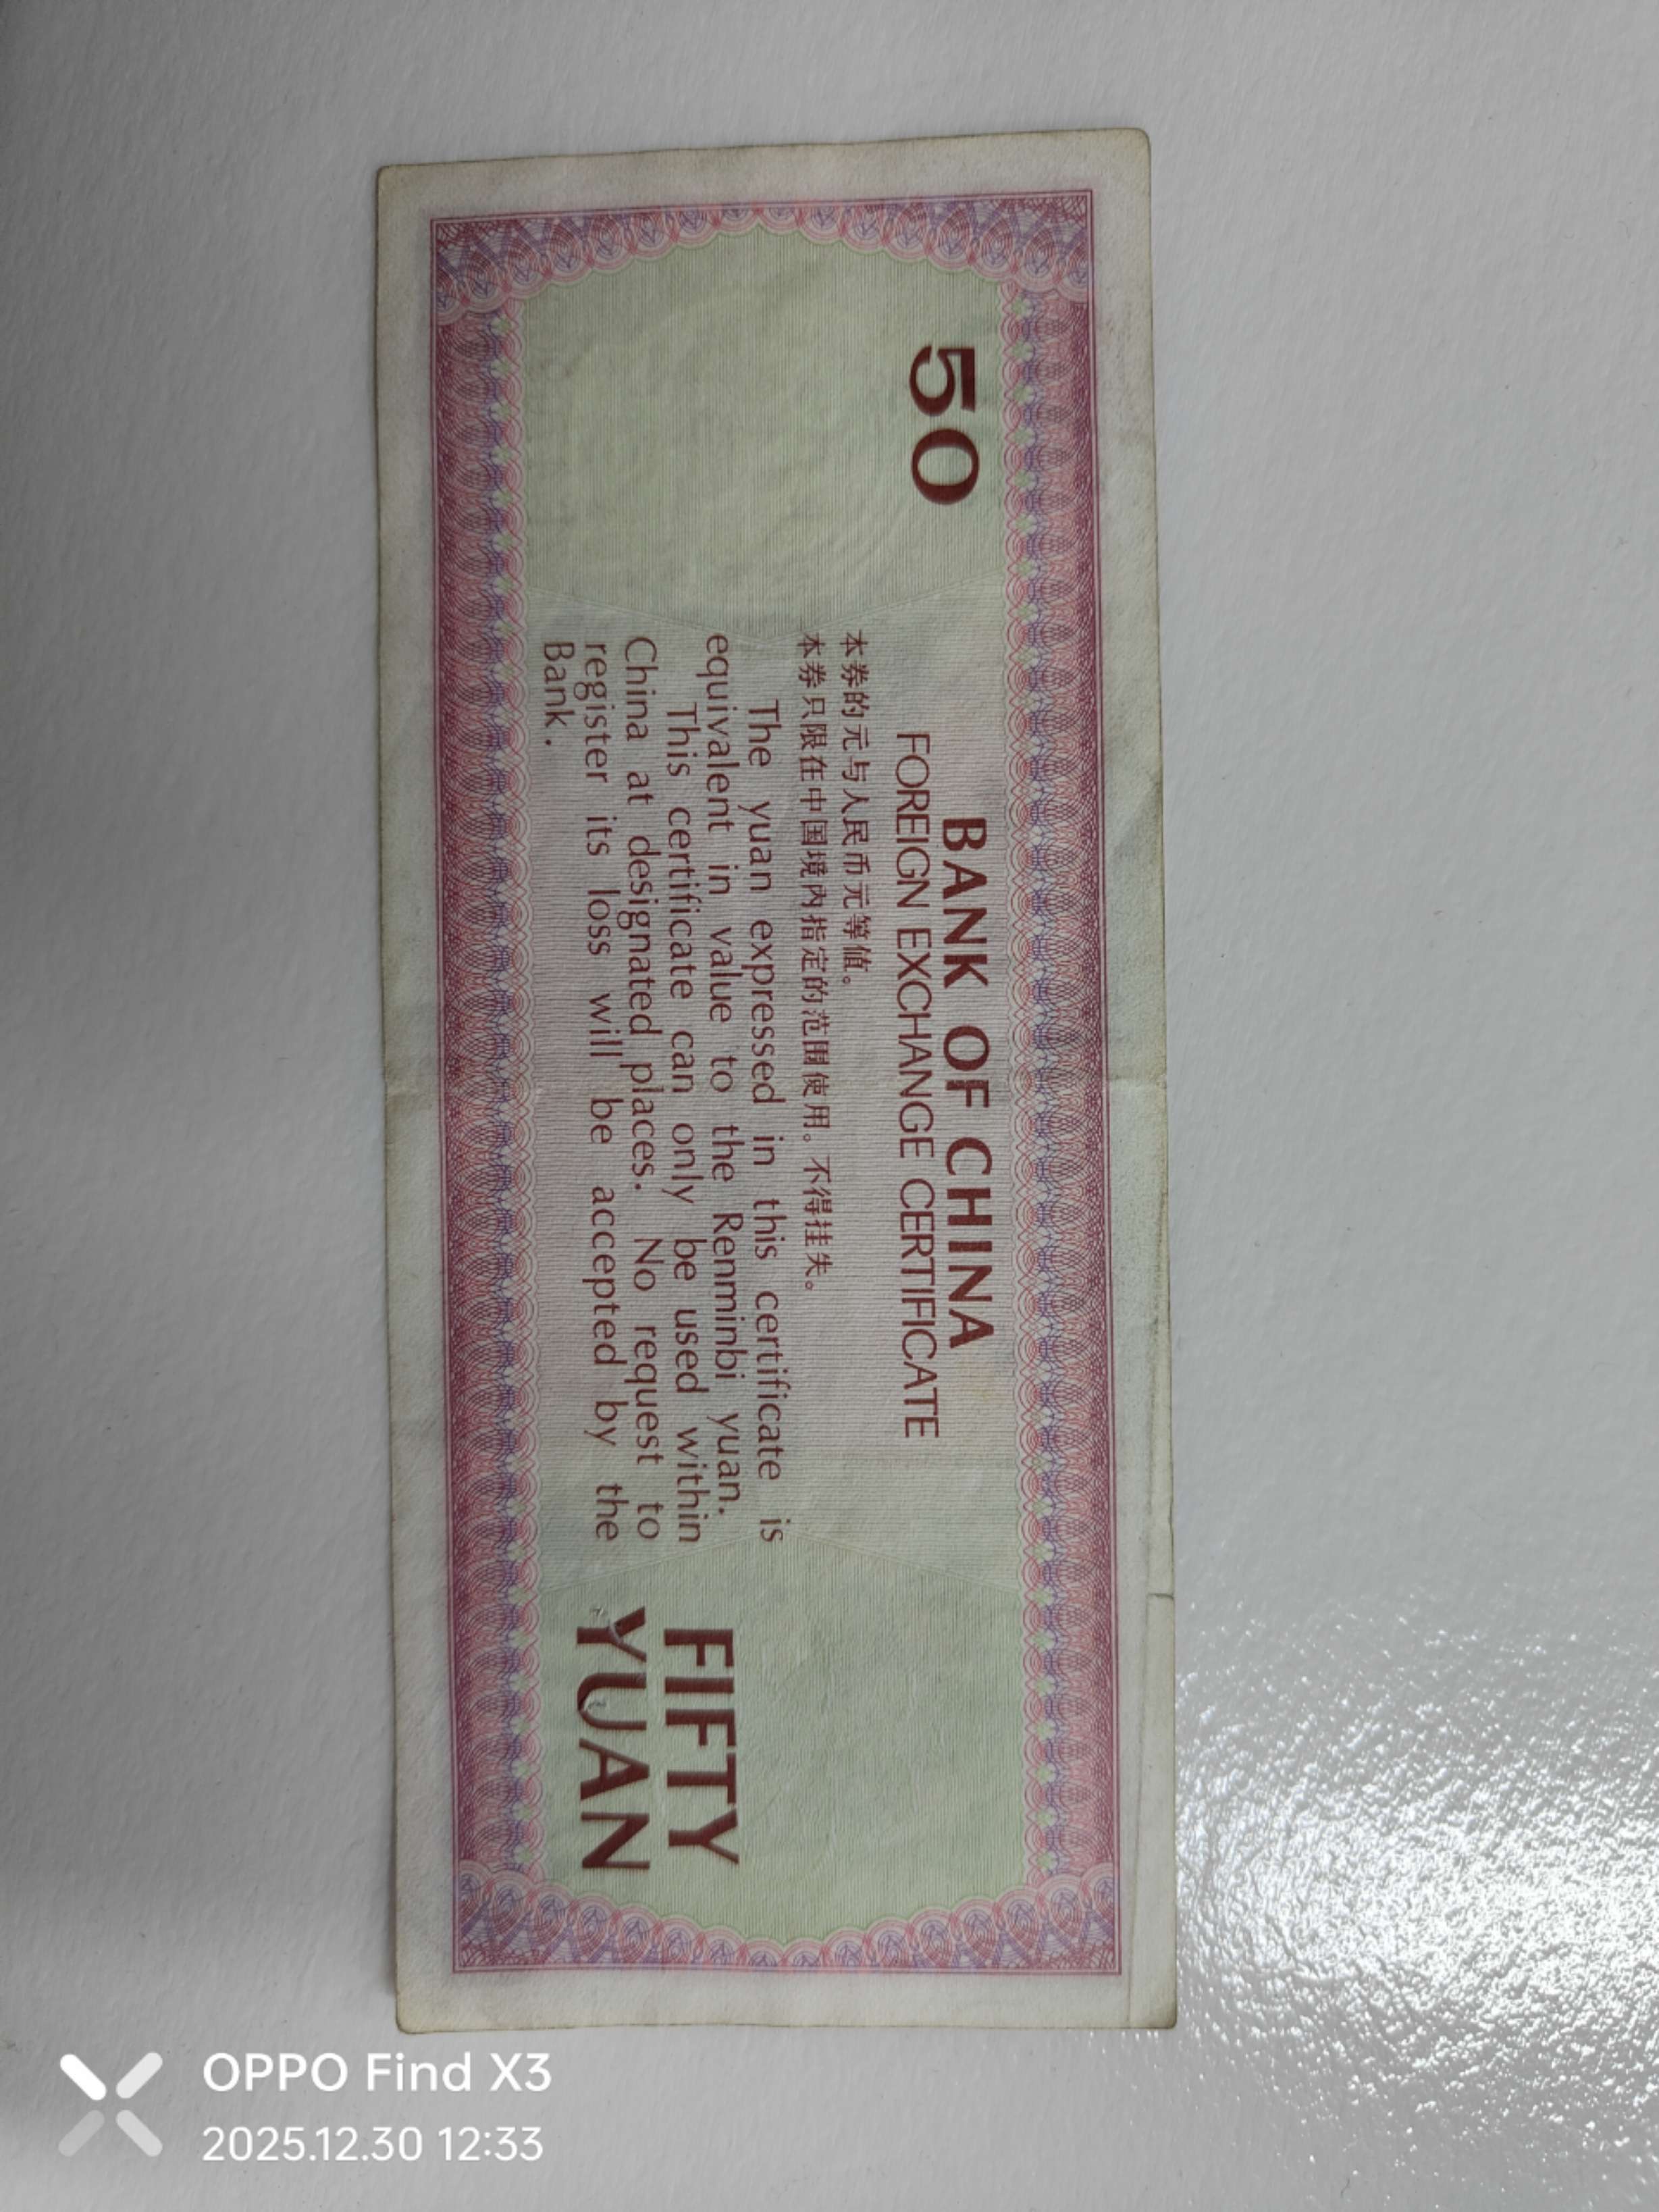 BANK OF CHINA
FOREIGN EXCHANGE CERTIFICATE
50
本券的元与人民币元等值。
本券只限在中国境内指定的范围使用。不得挂失。
The yuan expressed in this certificate is
equivalent in value to the Renminbi yuan.
This certificate can only be used within
China at designated places. No request to
register its loss will be accepted by the
Bank.
FIFTY
YUAN
OPPO Find X3
2025.12.30 12:33